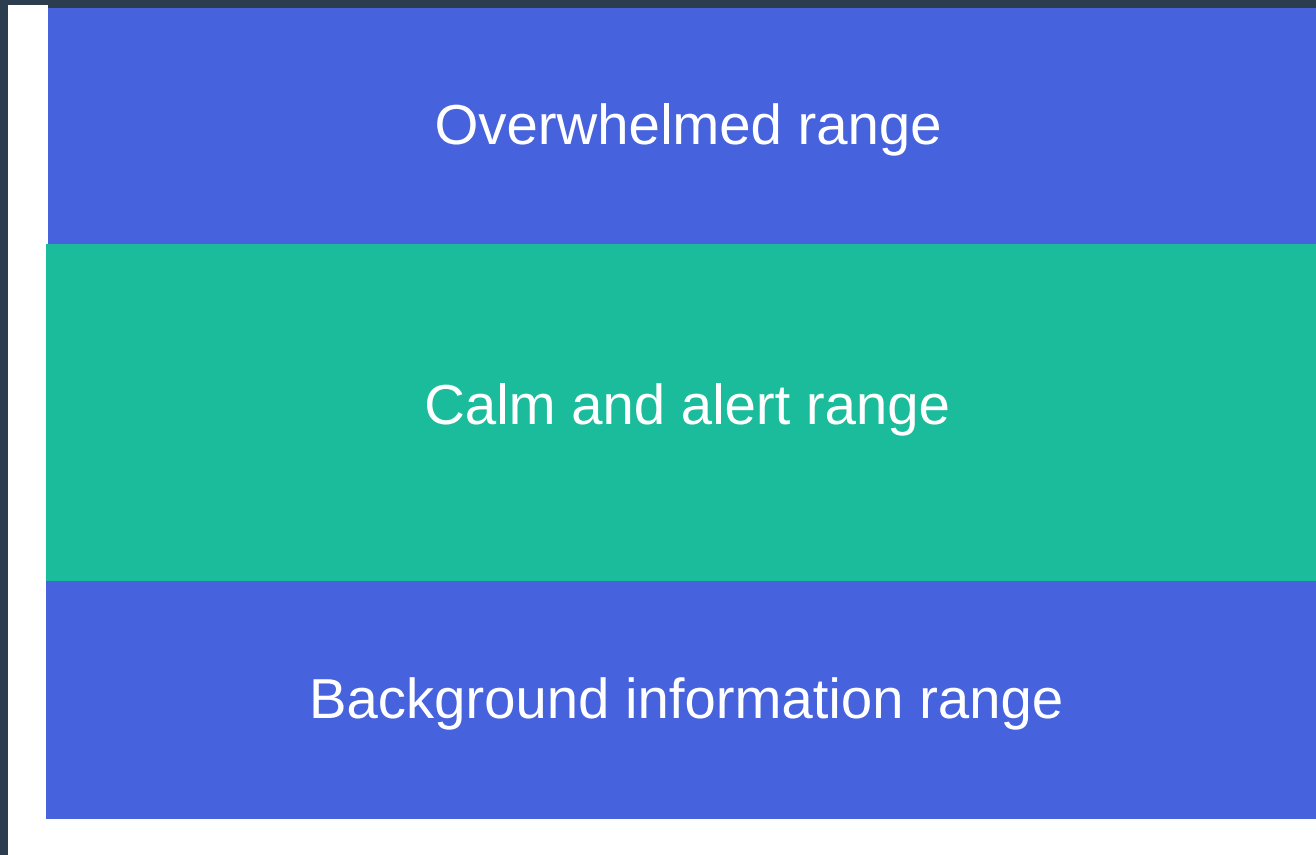 Overwhelmed range
Calm and alert range
Background information range